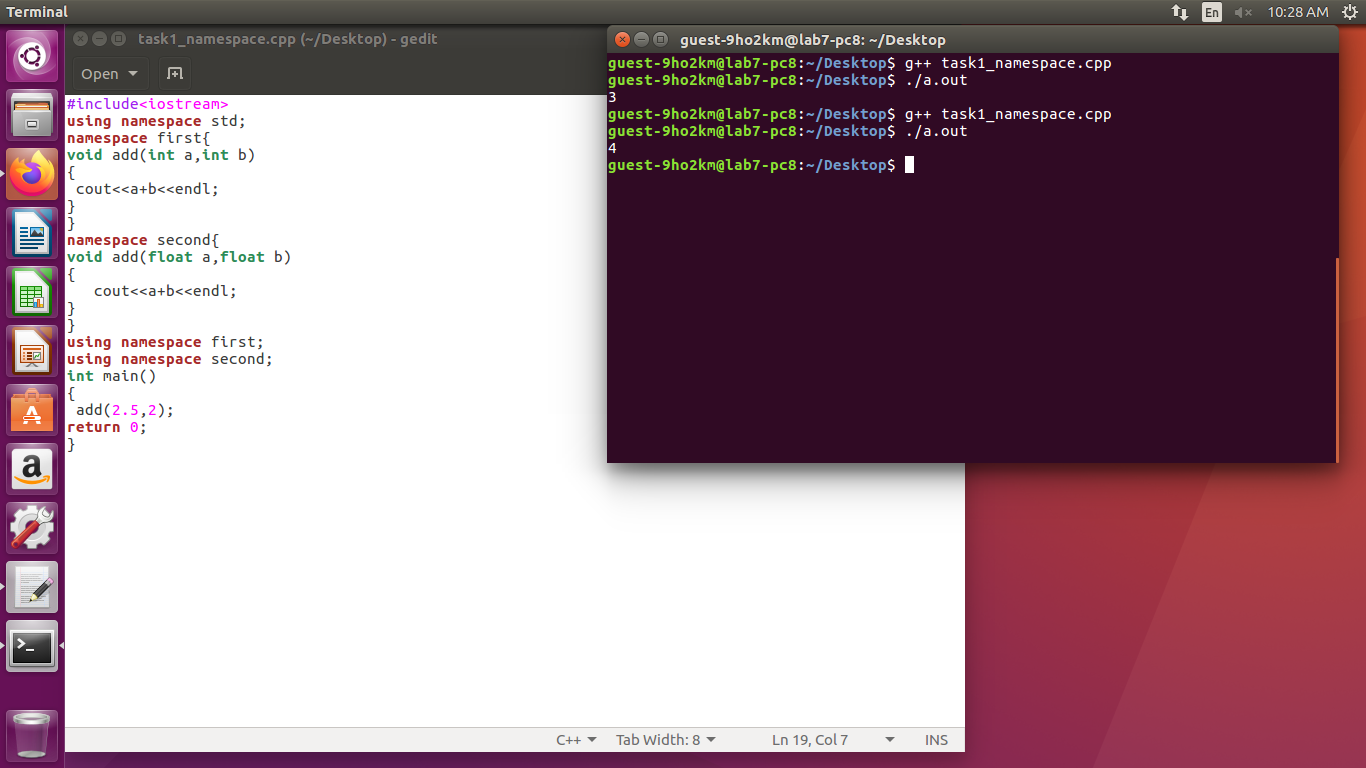 Terminal
En
10:28 AM
task1_namespace.cpp (~/Desktop) - gedit
Open
#include<iostream>
using namespace std;
namespace first{
void add(int a,int b)
{
 cout<<a+b<<endl;
}
}
namespace second{
void add(float a,float b)
{
   cout<<a+b<<endl;
}
}
using namespace first;
using namespace second;
int main()
{
 add(2.5,2);
return 0;
}
C++
Tab Width: 8
Ln 19, Col 7
INS
guest-9ho2km@lab7-pc8: ~/Desktop
guest-9ho2km@lab7-pc8:~/Desktop$ g++ task1_namespace.cpp
guest-9ho2km@lab7-pc8:~/Desktop$ ./a.out
3
guest-9ho2km@lab7-pc8:~/Desktop$ g++ task1_namespace.cpp
guest-9ho2km@lab7-pc8:~/Desktop$ ./a.out
4
guest-9ho2km@lab7-pc8:~/Desktop$